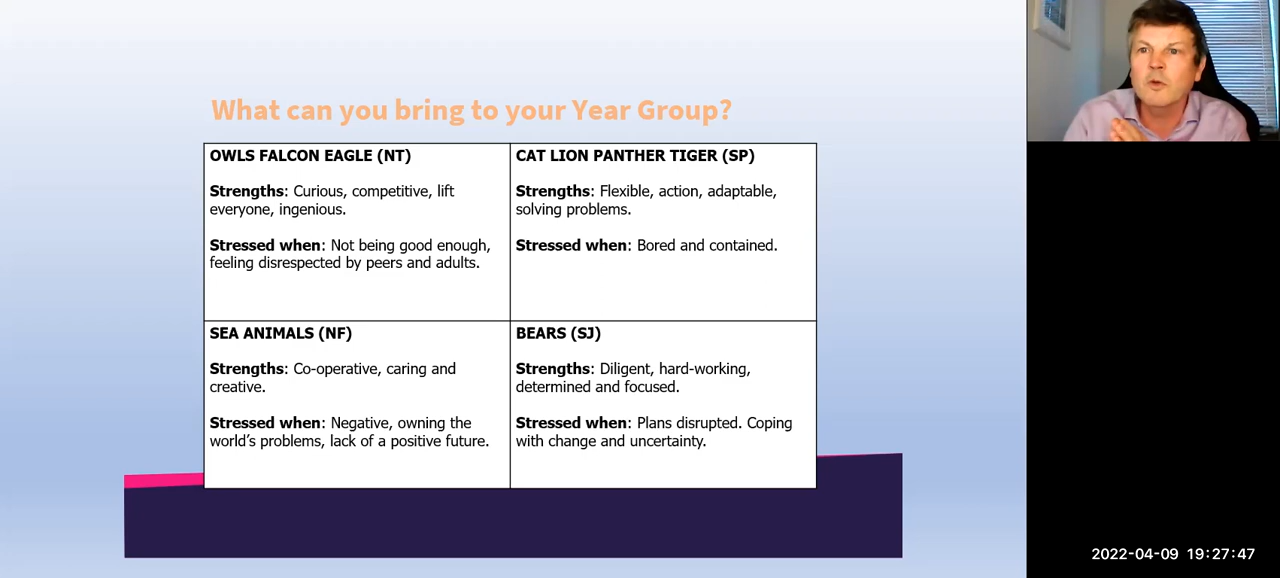 What can you bring to your Year Group?
OWLS FALCON EAGLE (NT)
Strengths: Curious, competitive, lift
everyone, ingenious.
Stressed when: Not being good enough,
feeling disrespected by peers and adults.
CAT LION PANTHER TIGER (SP)
Strengths: Flexible, action, adaptable,
solving problems.
Stressed when: Bored and contained.
SEA ANIMALS (NF)
Strengths: Co-operative, caring and
creative.
Stressed when: Negative, owning the
world's problems, lack of a positive future.
BEARS (SJ)
Strengths: Diligent, hard-working,
determined and focused.
Stressed when: Plans disrupted. Coping
with change and uncertainty.
2022-04-09 19:27:47